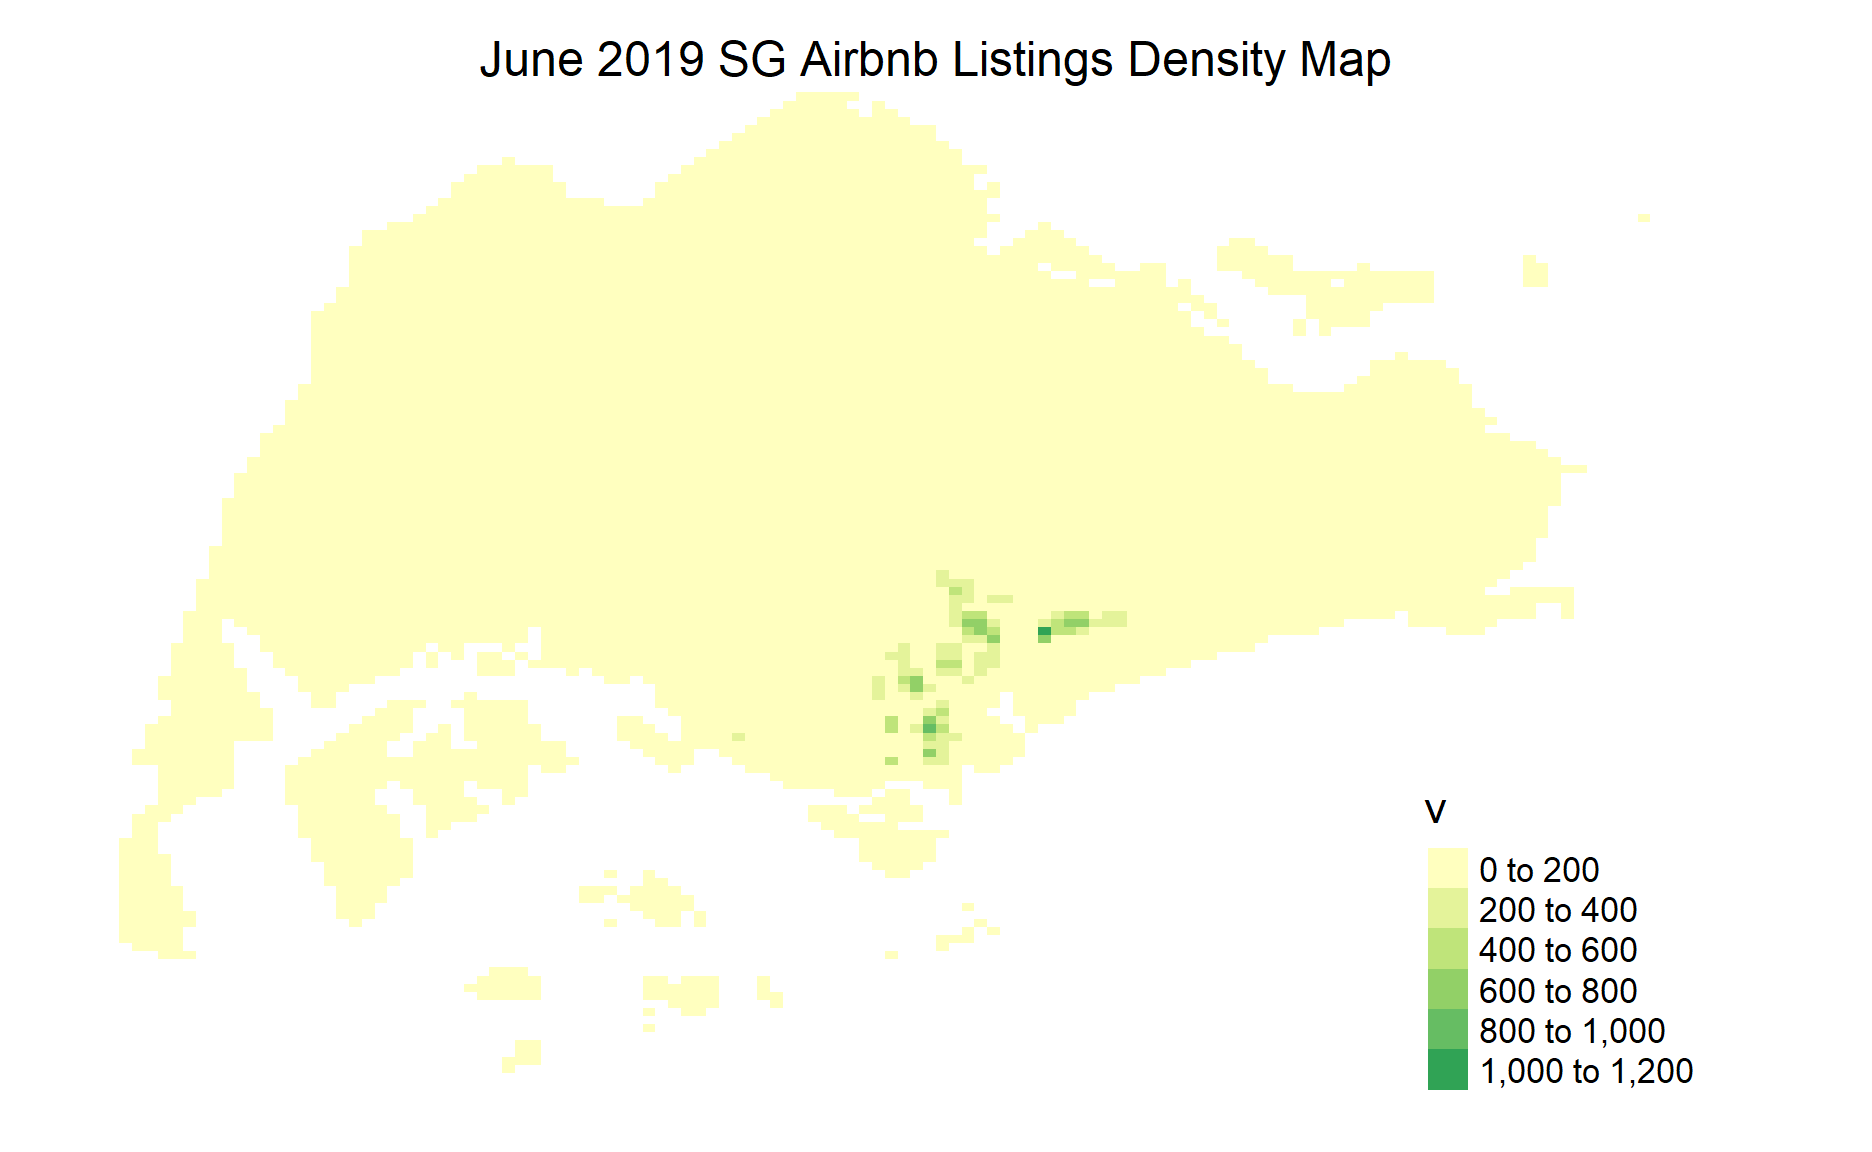 June 2019 SG Airbnb Listings Density Map
v
0 to 200
200 to 400
400 to 600
600 to 800
800 to 1,000
1,000 to 1,200